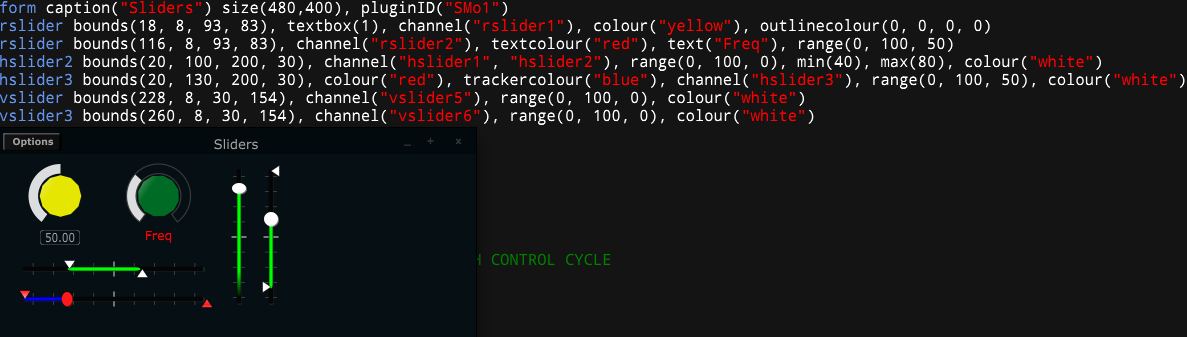 form caption("Sliders") size(480,400), pluginID("SMo1")
rslider bounds(18, 8, 93, 83), textbox(1), channel("rslider1"), colour("yellow"), outlinecolour(0, 0, 0, 0)
rslider bounds(116, 8, 93, 83), channel("rslider2"), textcolour("red"), text("Freq"), range(0, 100, 50)
hslider2 bounds(20, 100, 200, 30), channel("hslider1", "hslider2"), range(0, 100, 0), min(40), max(80), colour("white")
hslider3 bounds(20, 130, 200, 30), colour("red"), trackercolour("blue"), channel("hslider3"), range(0, 100, 50), colour("white")
vslider bounds(228, 8, 30, 154), channel("vslider5"), range(0, 100, 0), colour("white")
vslider3 bounds(260, 8, 30, 154), channel("vslider6"), range(0, 100, 0), colour("white")
Options Sliders
50.00 Freq
H CONTROL CYCLE